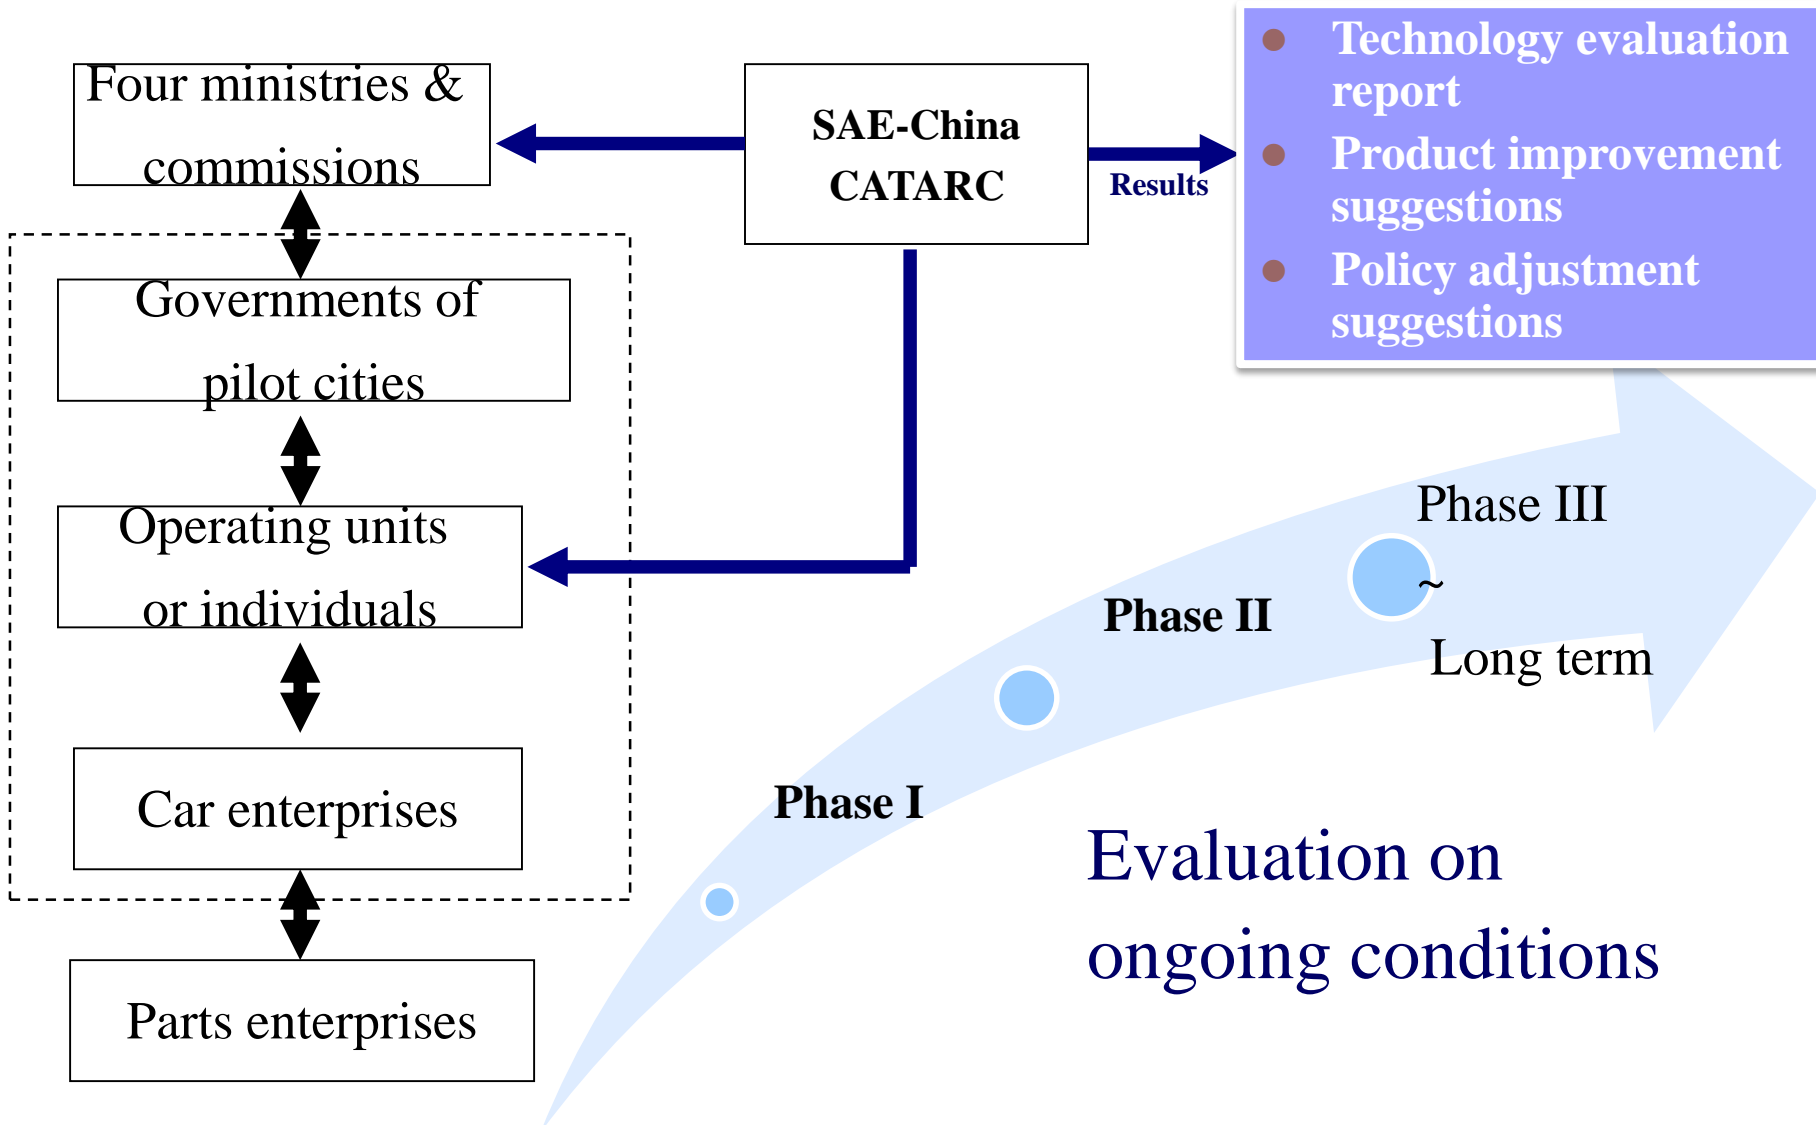 Four ministries &
commissions
Governments of
pilot cities
Operating units
or individuals
Car enterprises
Parts enterprises
SAE-China
CATARC
Results
Technology evaluation
report
Product improvement
suggestions
Policy adjustment
suggestions
Phase I
Phase II
Phase III
~
Long term
Evaluation on
ongoing conditions